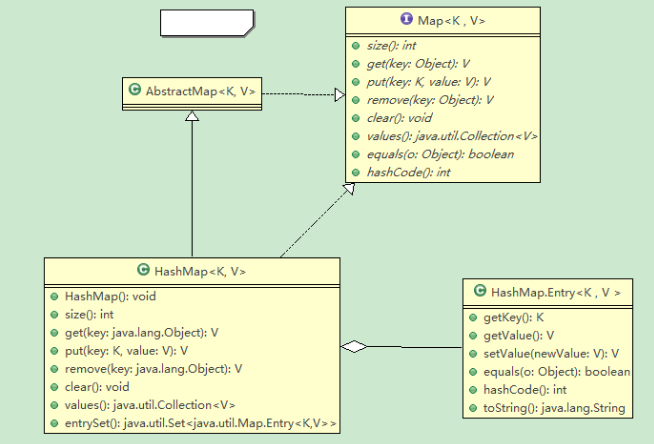 Map<K , V>
size(): int
get(key: Object): V
put(key: K, value: V): V
remove(key: Object): V
clear(): void
values(): java.util.Collection<V>
equals(o: Object): boolean
hashCode(): int
AbstractMap<K, V>
HashMap<K, V>
HashMap(): void
size(): int
get(key: java.lang.Object): V
put(key: K, value: V): V
remove(key: java.lang.Object): V
clear(): void
values(): java.util.Collection<V>
entrySet(): java.util.Set<java.util.Map.Entry<K,V>>
HashMap.Entry<K , V >
getKey(): K
getValue(): V
setValue(newValue: V): V
equals(o: Object): boolean
hashCode(): int
toString(): java.lang.String